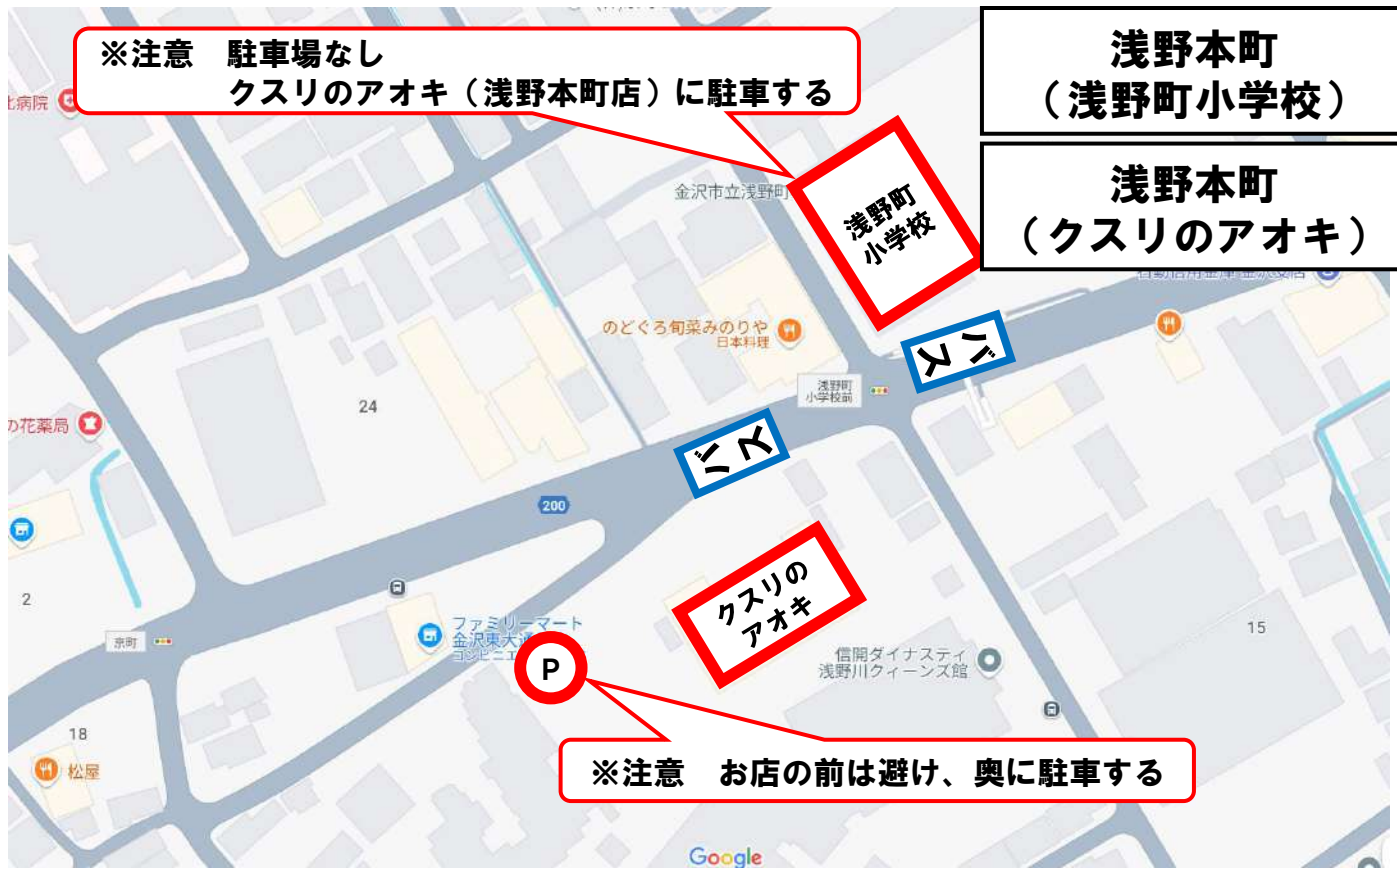 ※注意　駐車場なし
クスリのアオキ（浅野本町店）に駐車する
浅野本町
（浅野町小学校）
浅野本町
（クスリのアオキ）
病院
金沢市立浅野町
浅野町
小学校
のどぐろ旬菜みのりや
日本料理
バス
浅野町
小学校前
24
の花薬局
バス
200
2
クスリの
アオキ
ファミリーマート
金沢東大通
コンビニエ
京町
P
信開ダイナスティ
浅野川クィーンズ館
15
18
松屋
※注意　お店の前は避け、奥に駐車する
Google